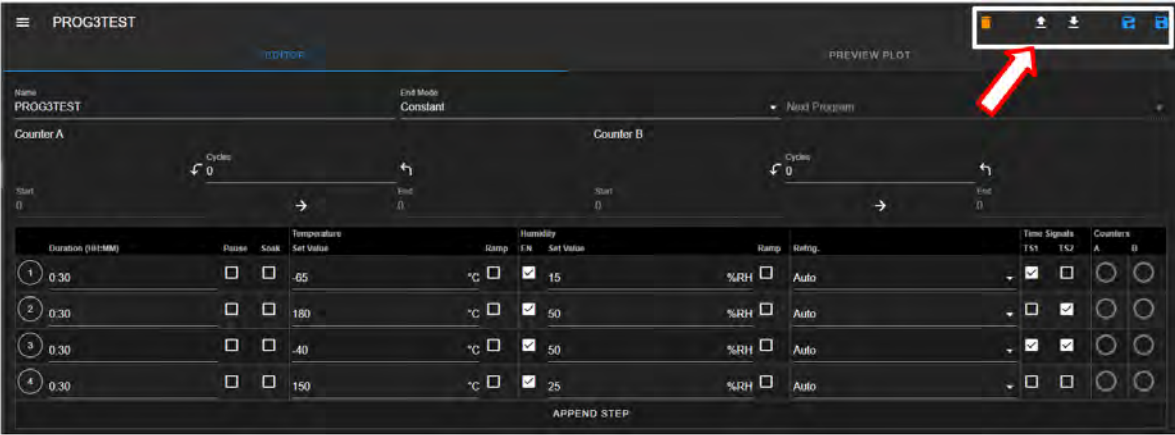 PROG3TEST
EDITOR PREVIEW PLOT
Name End Mode
PROG3TEST Constant Next Program
Counter A Counter B
Cycles Cycles
0 0
Start End Start End
0 0 0 0
Temperature Humidity Time Signals Counters
Duration (HH:MM) Pause Soak Set Value Ramp EN Set Value Ramp Refrig. TS1 TS2 A B
1 0:30 -65 °C 15 %RH Auto
2 0:30 180 °C 50 %RH Auto
3 0:30 -40 °C 50 %RH Auto
4 0:30 150 °C 25 %RH Auto
APPEND STEP